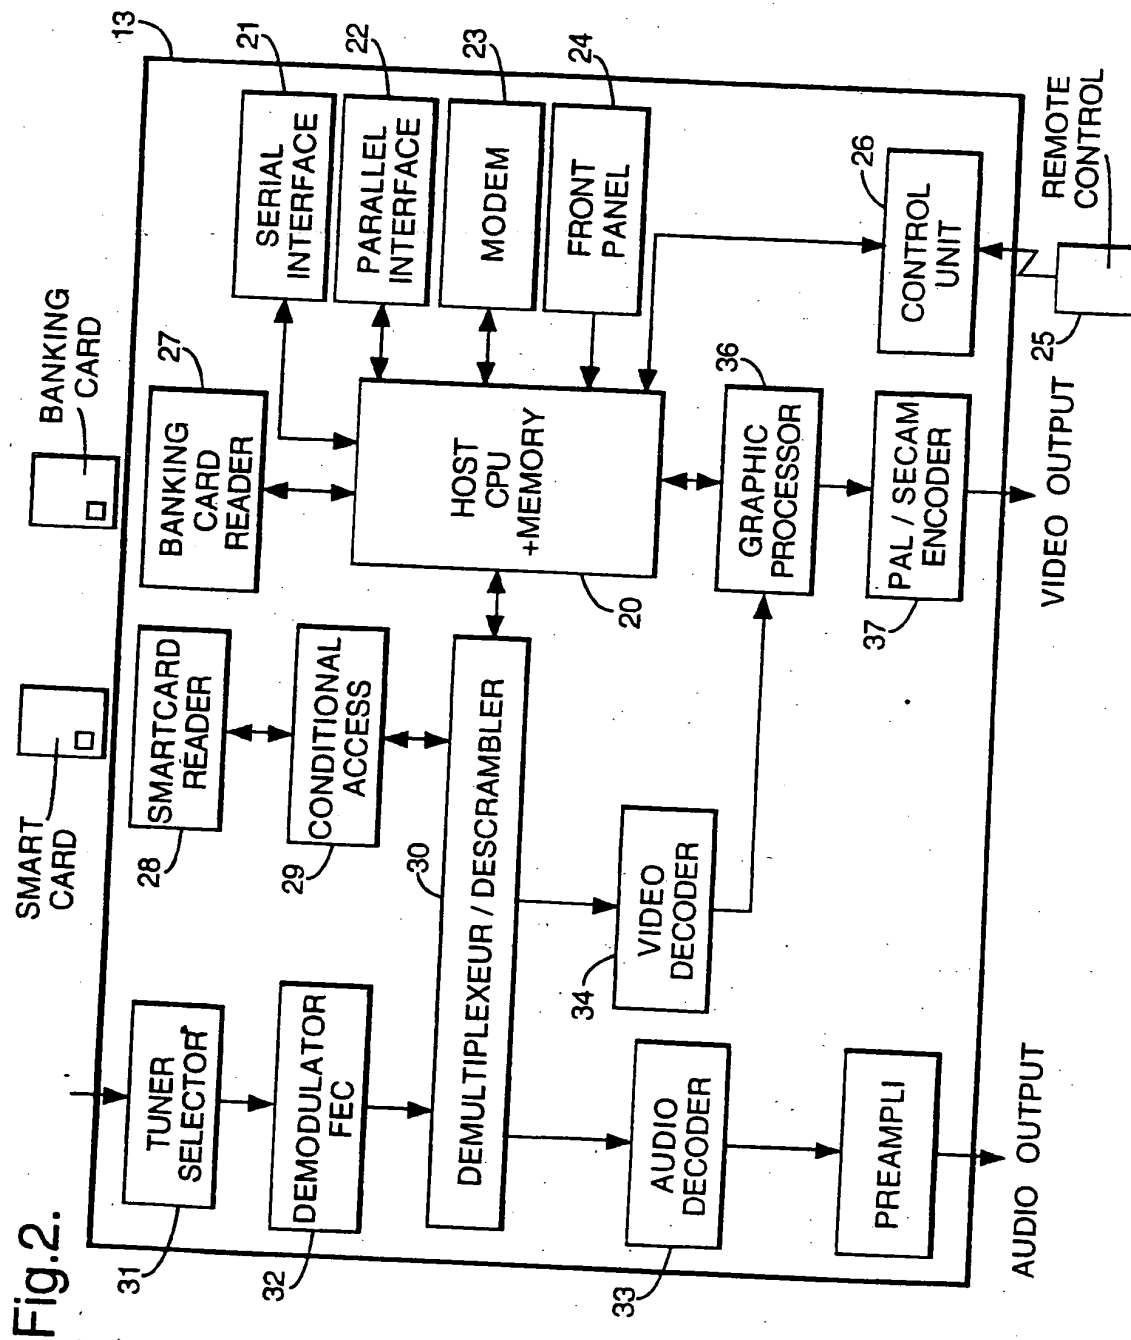 Fig.2.
SMART
CARD
BANKING
CARD
13
31
TUNER
SELECTOR
28
SMARTCARD
READER
27
BANKING
CARD
READER
21
SERIAL
INTERFACE
22
PARALLEL
INTERFACE
32
DEMODULATOR
FEC
29
CONDITIONAL
ACCESS
23
MODEM
30
DEMULTIPLEXEUR / DESCRAMBLER
20
HOST
CPU
+MEMORY
24
FRONT
PANEL
33
AUDIO
DECODER
34
VIDEO
DECODER
36
GRAPHIC
PROCESSOR
26
CONTROL
UNIT
PREAMPLI
37
PAL / SECAM
ENCODER
25
REMOTE
CONTROL
AUDIO OUTPUT
VIDEO OUTPUT